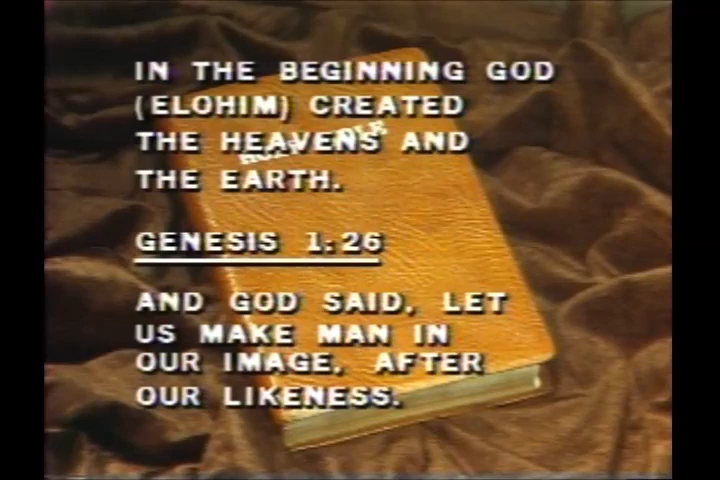 IN THE BEGINNING GOD
(ELOHIM) CREATED
THE HEAVENS AND
THE EARTH.
GENESIS 1:26
AND GOD SAID, LET
US MAKE MAN IN
OUR IMAGE, AFTER
OUR LIKENESS.